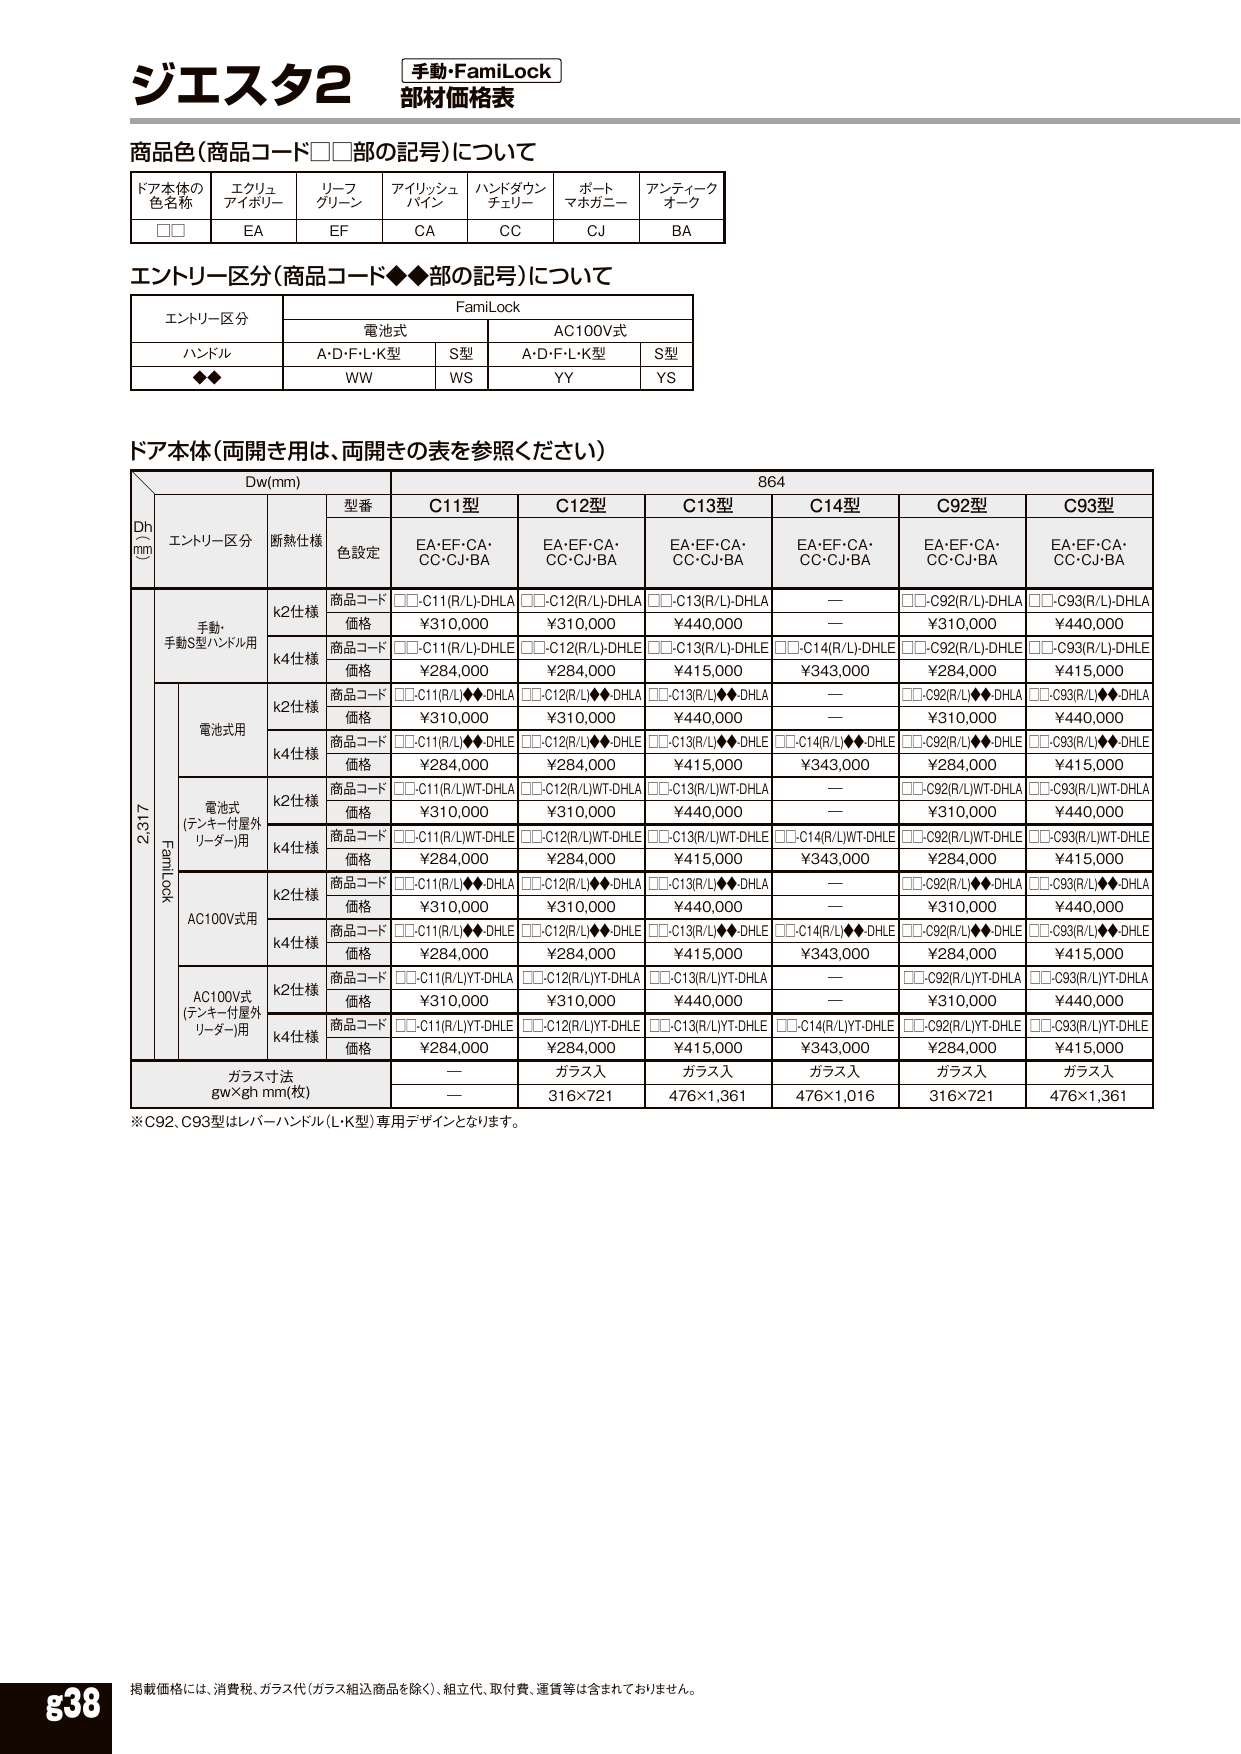 ジエスタ2
手動・FamiLock
部材価格表
商品色（商品コード□□部の記号）について
ドア本体の色名称 エクリュアイボリー リーフグリーン アイリッシュパイン ハンドダウンチェリー ポートマホガニー アンティークオーク
□□ EA EF CA CC CJ BA
エントリー区分（商品コード◆◆部の記号）について
エントリー区分 FamiLock
電池式 AC100V式
ハンドル A・D・F・L・K型 S型 A・D・F・L・K型 S型
◆◆ WW WS YY YS
ドア本体（両開き用は、両開きの表を参照ください）
Dw(mm) 864
Dh(mm) エントリー区分 断熱仕様 型番 C11型 C12型 C13型 C14型 C92型 C93型
色設定 EA・EF・CA・CC・CJ・BA EA・EF・CA・CC・CJ・BA EA・EF・CA・CC・CJ・BA EA・EF・CA・CC・CJ・BA EA・EF・CA・CC・CJ・BA EA・EF・CA・CC・CJ・BA
2,317
手動・手動S型ハンドル用
k2仕様 商品コード □□-C11(R/L)-DHLA □□-C12(R/L)-DHLA □□-C13(R/L)-DHLA — □□-C92(R/L)-DHLA □□-C93(R/L)-DHLA
価格 ¥310,000 ¥310,000 ¥440,000 — ¥310,000 ¥440,000
k4仕様 商品コード □□-C11(R/L)-DHLE □□-C12(R/L)-DHLE □□-C13(R/L)-DHLE □□-C14(R/L)-DHLE □□-C92(R/L)-DHLE □□-C93(R/L)-DHLE
価格 ¥284,000 ¥284,000 ¥415,000 ¥343,000 ¥284,000 ¥415,000
FamiLock
電池式用
k2仕様 商品コード □□-C11(R/L)◆◆-DHLA □□-C12(R/L)◆◆-DHLA □□-C13(R/L)◆◆-DHLA — □□-C92(R/L)◆◆-DHLA □□-C93(R/L)◆◆-DHLA
価格 ¥310,000 ¥310,000 ¥440,000 — ¥310,000 ¥440,000
k4仕様 商品コード □□-C11(R/L)◆◆-DHLE □□-C12(R/L)◆◆-DHLE □□-C13(R/L)◆◆-DHLE □□-C14(R/L)◆◆-DHLE □□-C92(R/L)◆◆-DHLE □□-C93(R/L)◆◆-DHLE
価格 ¥284,000 ¥284,000 ¥415,000 ¥343,000 ¥284,000 ¥415,000
電池式(テンキー付屋外リーダー)用
k2仕様 商品コード □□-C11(R/L)WT-DHLA □□-C12(R/L)WT-DHLA □□-C13(R/L)WT-DHLA — □□-C92(R/L)WT-DHLA □□-C93(R/L)WT-DHLA
価格 ¥310,000 ¥310,000 ¥440,000 — ¥310,000 ¥440,000
k4仕様 商品コード □□-C11(R/L)WT-DHLE □□-C12(R/L)WT-DHLE □□-C13(R/L)WT-DHLE □□-C14(R/L)WT-DHLE □□-C92(R/L)WT-DHLE □□-C93(R/L)WT-DHLE
価格 ¥284,000 ¥284,000 ¥415,000 ¥343,000 ¥284,000 ¥415,000
AC100V式用
k2仕様 商品コード □□-C11(R/L)◆◆-DHLA □□-C12(R/L)◆◆-DHLA □□-C13(R/L)◆◆-DHLA — □□-C92(R/L)◆◆-DHLA □□-C93(R/L)◆◆-DHLA
価格 ¥310,000 ¥310,000 ¥440,000 — ¥310,000 ¥440,000
k4仕様 商品コード □□-C11(R/L)◆◆-DHLE □□-C12(R/L)◆◆-DHLE □□-C13(R/L)◆◆-DHLE □□-C14(R/L)◆◆-DHLE □□-C92(R/L)◆◆-DHLE □□-C93(R/L)◆◆-DHLE
価格 ¥284,000 ¥284,000 ¥415,000 ¥343,000 ¥284,000 ¥415,000
AC100V式(テンキー付屋外リーダー)用
k2仕様 商品コード □□-C11(R/L)YT-DHLA □□-C12(R/L)YT-DHLA □□-C13(R/L)YT-DHLA — □□-C92(R/L)YT-DHLA □□-C93(R/L)YT-DHLA
価格 ¥310,000 ¥310,000 ¥440,000 — ¥310,000 ¥440,000
k4仕様 商品コード □□-C11(R/L)YT-DHLE □□-C12(R/L)YT-DHLE □□-C13(R/L)YT-DHLE □□-C14(R/L)YT-DHLE □□-C92(R/L)YT-DHLE □□-C93(R/L)YT-DHLE
価格 ¥284,000 ¥284,000 ¥415,000 ¥343,000 ¥284,000 ¥415,000
ガラス寸法 — ガラス入 ガラス入 ガラス入 ガラス入 ガラス入
gw×gh mm(枚) — 316×721 476×1,361 476×1,016 316×721 476×1,361
※C92、C93型はレバーハンドル（L・K型）専用デザインとなります。
g38
掲載価格には、消費税、ガラス代（ガラス組込商品を除く）、組立代、取付費、運賃等は含まれておりません。